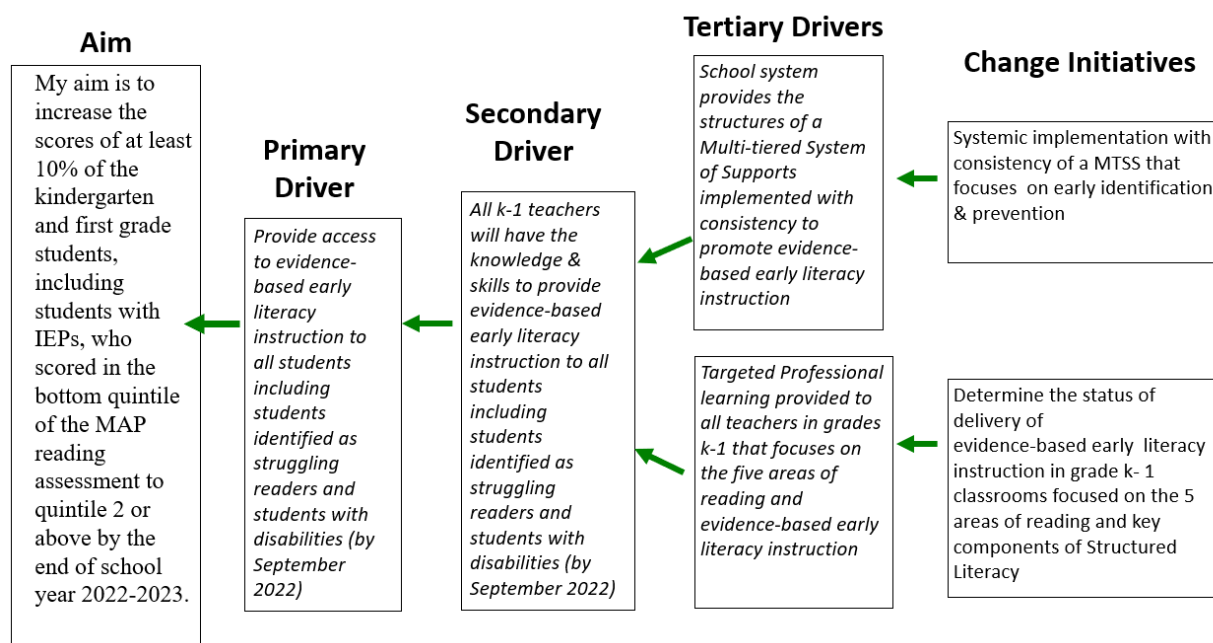 Aim
My aim is to
increase the
scores of at least
10% of the
kindergarten
and first grade
students,
including
students with
IEPs, who
scored in the
bottom quintile
of the MAP
reading
assessment to
quintile 2 or
above by the
end of school
year 2022-2023.
Primary
Driver
Provide access
to evidence-
based early
literacy
instruction to
all students
including
students
identified as
struggling
readers and
students with
disabilities (by
September
2022)
Secondary
Driver
All k-1 teachers
will have the
knowledge &
skills to provide
evidence-based
early literacy
instruction to all
students
including
students
identified as
struggling
readers and
students with
disabilities (by
September 2022)
Tertiary Drivers
School system
provides the
structures of a
Multi-tiered System
of Supports
implemented with
consistency to
promote evidence-
based early literacy
instruction
Targeted Professional
learning provided to
all teachers in grades
k-1 that focuses on
the five areas of
reading and
evidence-based early
literacy instruction
Change Initiatives
Systemic implementation with
consistency of a MTSS that
focuses on early identification
& prevention
Determine the status of
delivery of
evidence-based early literacy
instruction in grade k- 1
classrooms focused on the 5
areas of reading and key
components of Structured
Literacy